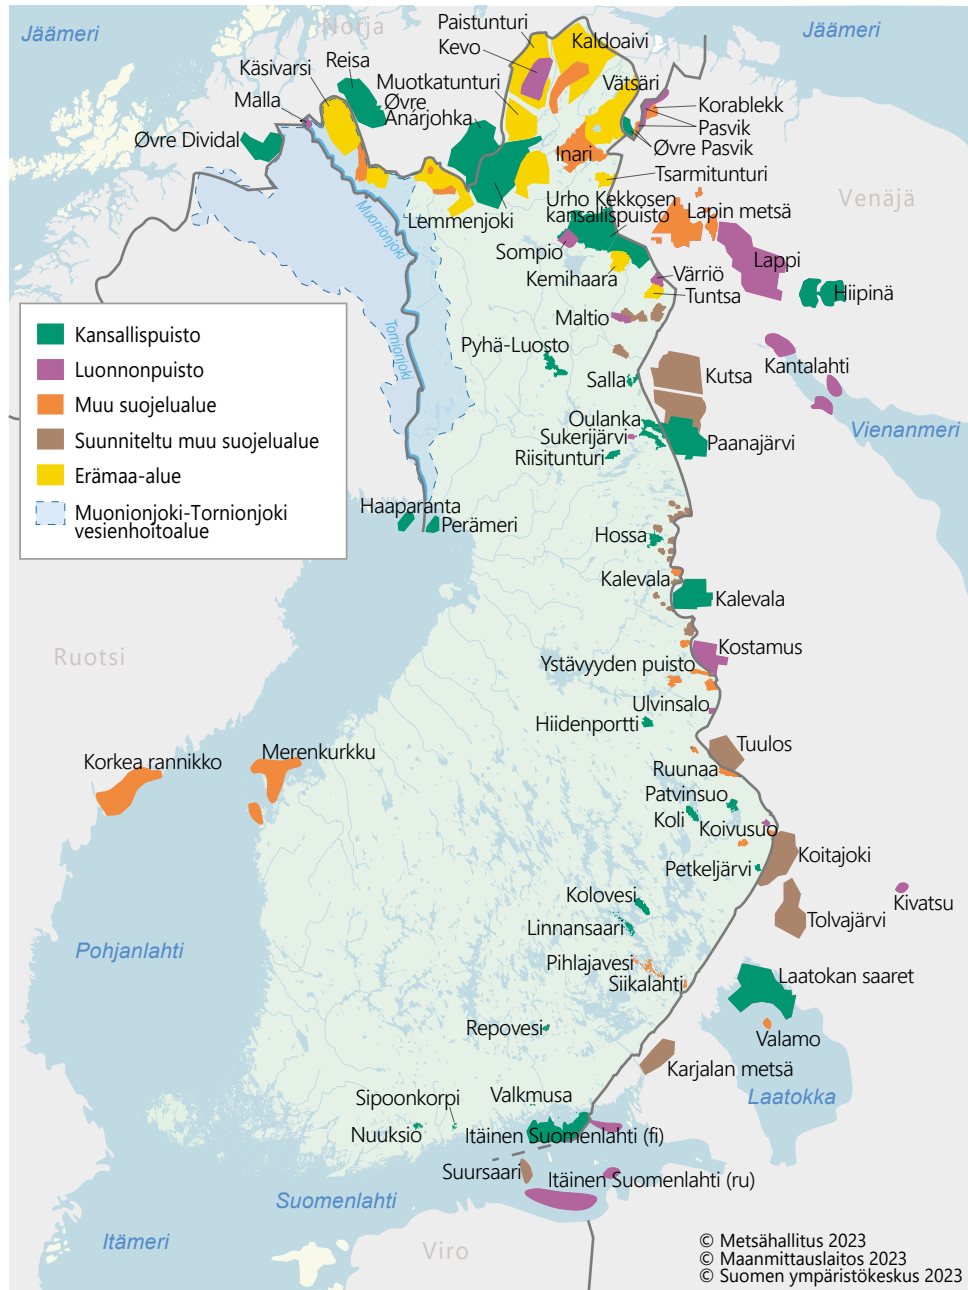 Jäämeri
Norja
Paistunturi
Kevo
Kaldoaivi
Jäämeri
Reisa
Käsivarsi
Muotkatunturi
Vätsäri
Malla
Øvre
Anárjohka
Korablekk
Pasvik
Øvre Dividal
Inari
Øvre Pasvik
Tsarmitunturi
Venäjä
Urho Kekkosen
kansallispuisto
Lapin metsä
Lemmenjoki
Muonionjoki
Sompio
Lappi
Kemihaara
Värriö
Tuntsa
Hiipinä
Maltio
Tornionjoki
Pyhä-Luosto
Kantalahti
Salla
Kutsa
Oulanka
Sukerijärvi
Riisitunturi
Paanajärvi
Vienanmeri
Kansallispuisto
Luonnonpuisto
Muu suojelualue
Suunniteltu muu suojelualue
Erämaa-alue
Muonionjoki-Tornionjoki
vesienhoitoalue
Haaparanta
Perämeri
Hossa
Kalevala
Kalevala
Ruotsi
Kostamus
Ystävyyden puisto
Ulvinsalo
Hiidenportti
Tuulos
Korkea rannikko
Merenkurkku
Ruunaa
Patvinsuo
Koli
Koivusuo
Koitajoki
Petkeljärvi
Kolovesi
Kivatsu
Linnansaari
Tolvajärvi
Pohjanlahti
Pihlajavesi
Siikalahti
Laatokan saaret
Repovesi
Valamo
Karjalan metsä
Laatokka
Sipoonkorpi
Valkmusa
Nuuksio
Itäinen Suomenlahti (fi)
Suursaari
Itäinen Suomenlahti (ru)
Suomenlahti
Itämeri
Viro
© Metsähallitus 2023
© Maanmittauslaitos 2023
© Suomen ympäristökeskus 2023